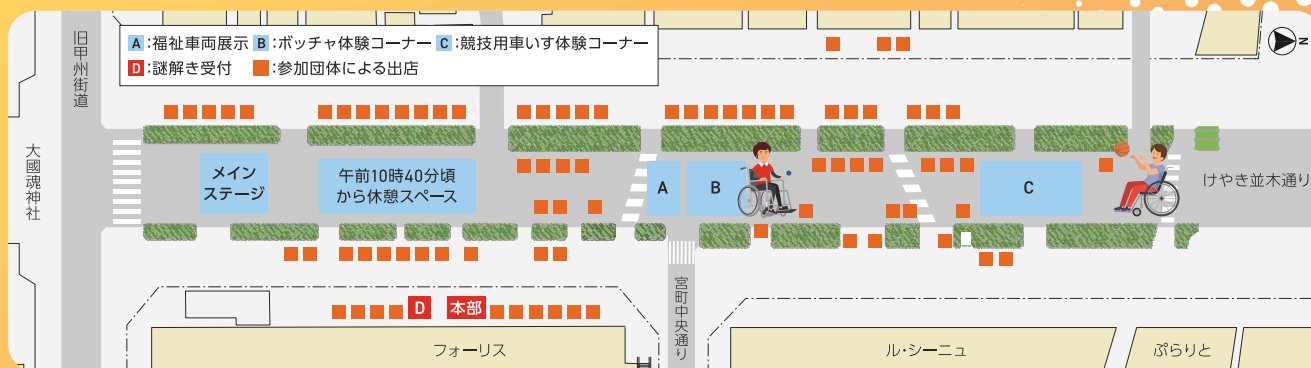 A:福祉車両展示 B:ボッチャ体験コーナー C:競技用車いす体験コーナー
D:謎解き受付 :参加団体による出店
N
旧甲州街道
大國魂神社
メイン
ステージ
午前10時40分頃
から休憩スペース
A
B
C
けやき並木通り
D
本部
宮町中央通り
フォーリス
ル・シーニュ
ぷらりと